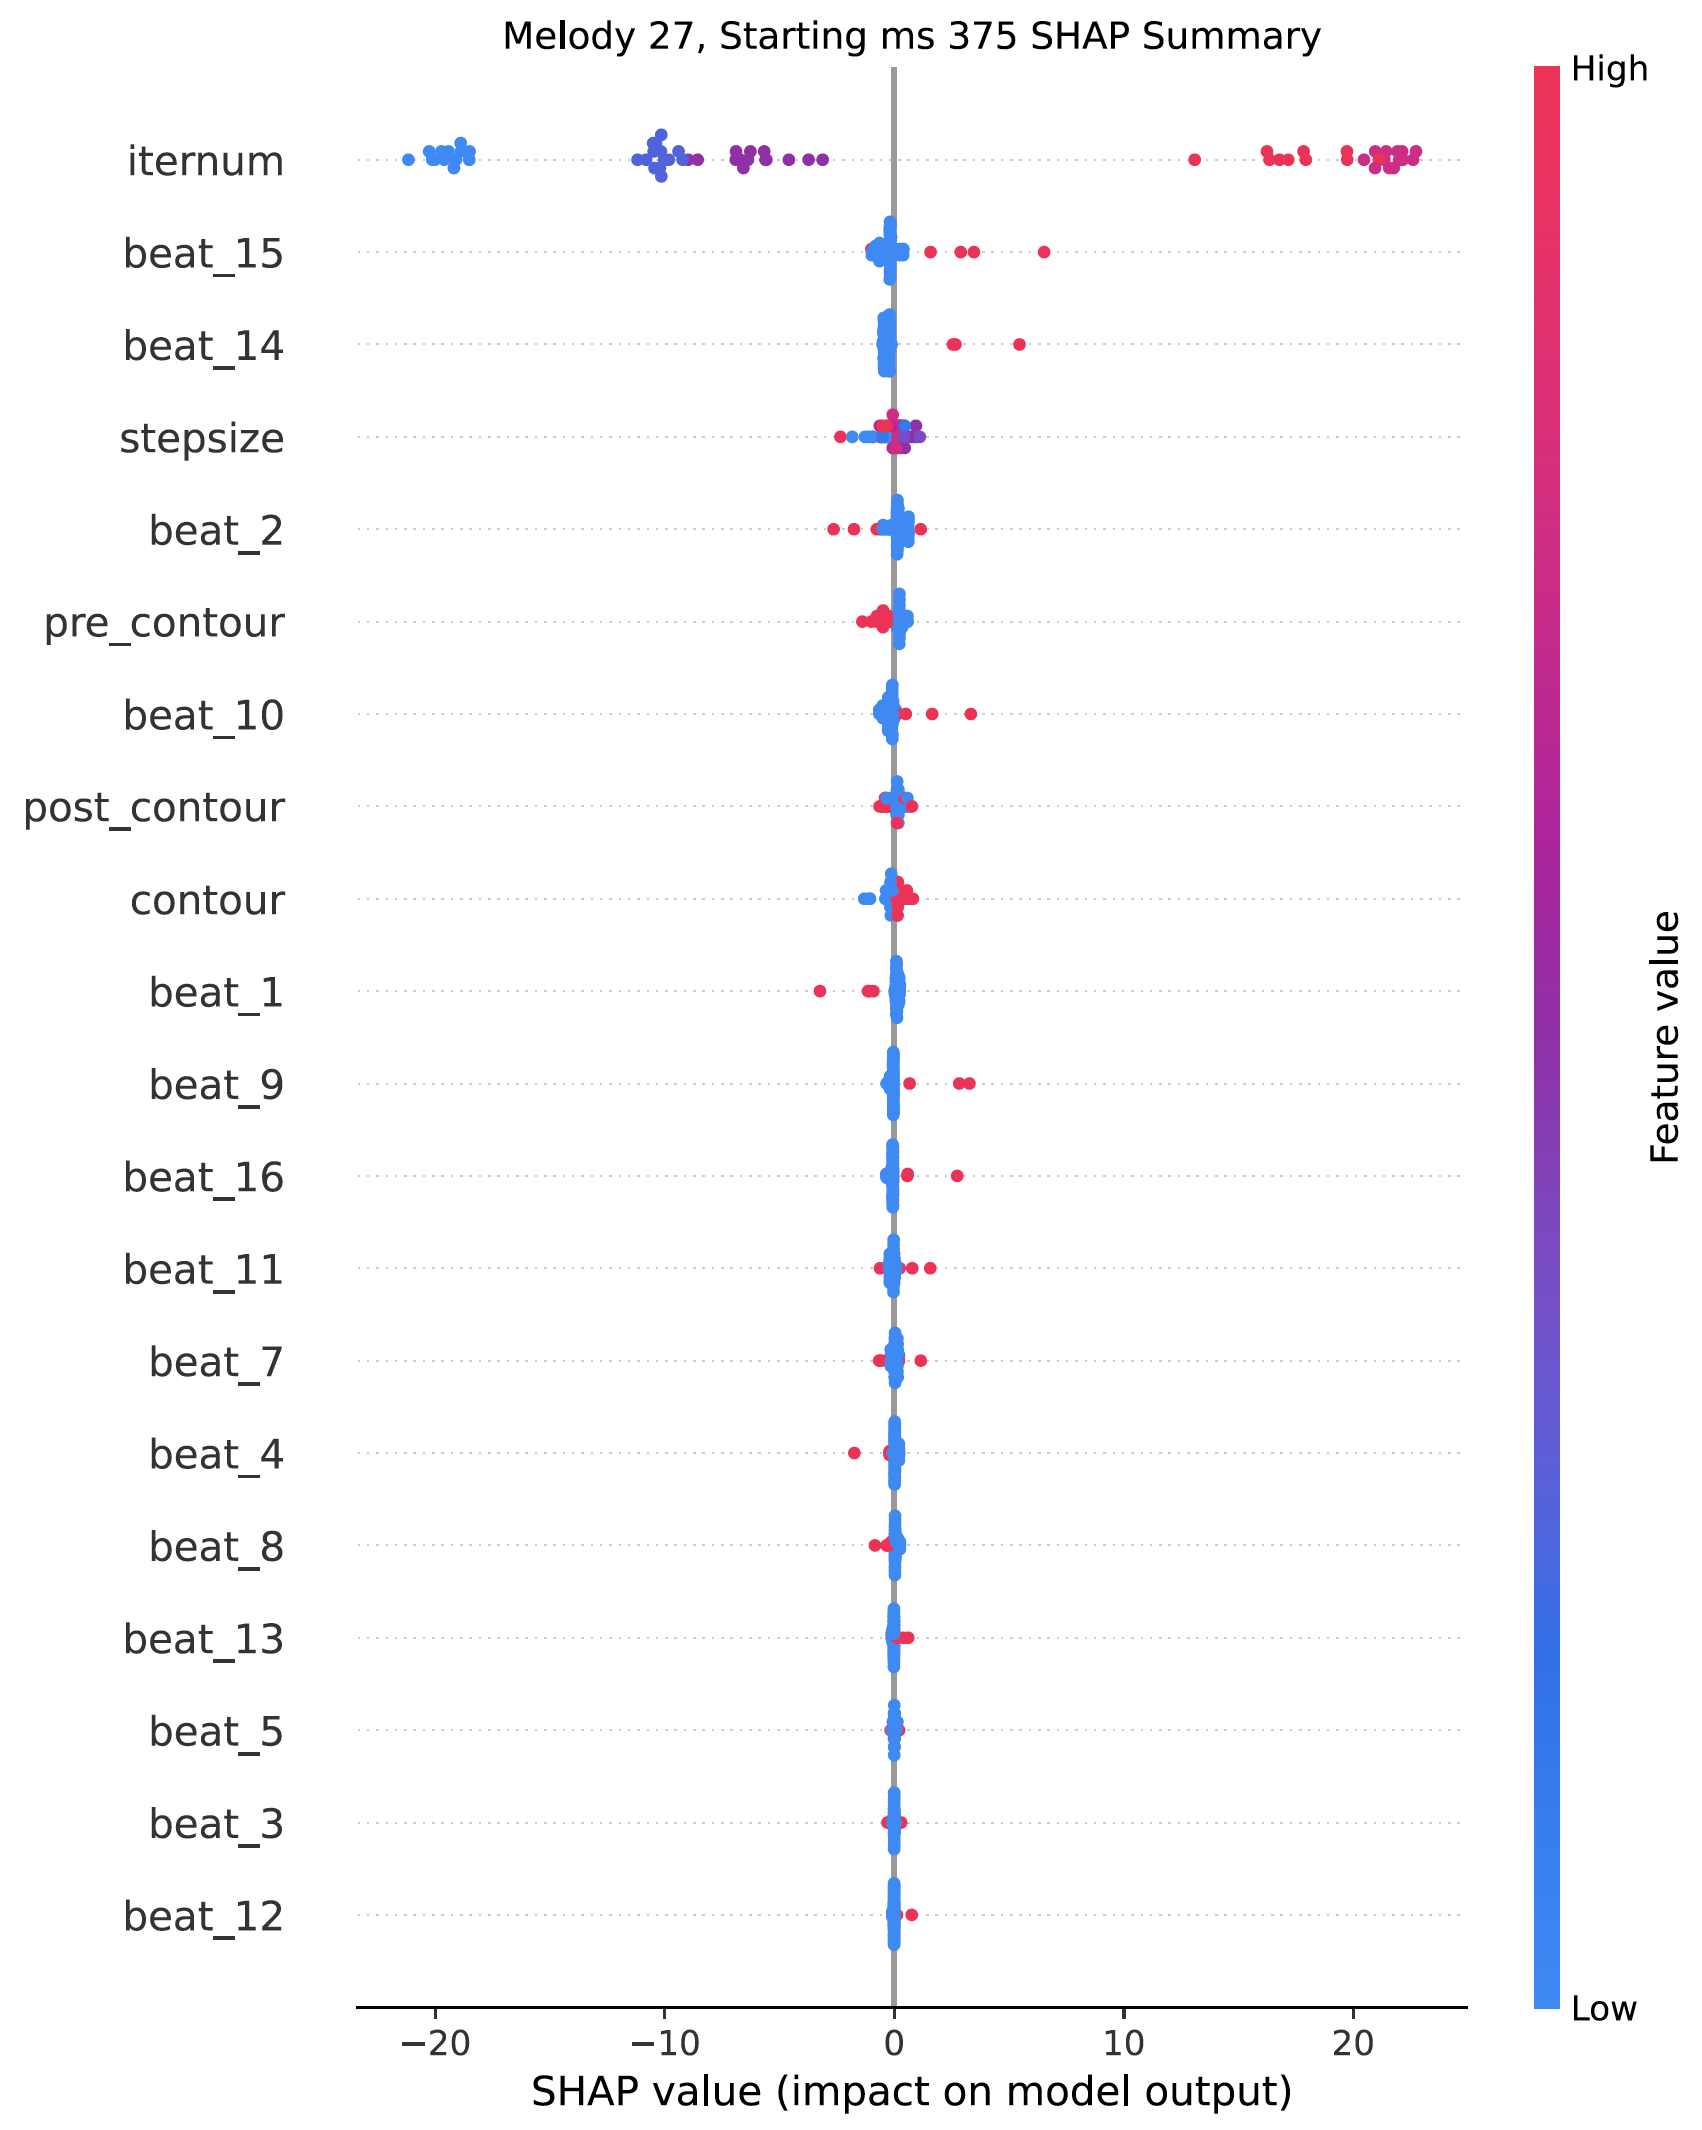 Melody 27, Starting ms 375 SHAP Summary
High
iternum
beat_15
beat_14
stepsize
beat_2
pre_contour
beat_10
post_contour
contour
beat_1
beat_9
beat_16
beat_11
beat_7
beat_4
beat_8
beat_13
beat_5
beat_3
beat_12
Feature value
Low
−20 −10 0 10 20
SHAP value (impact on model output)